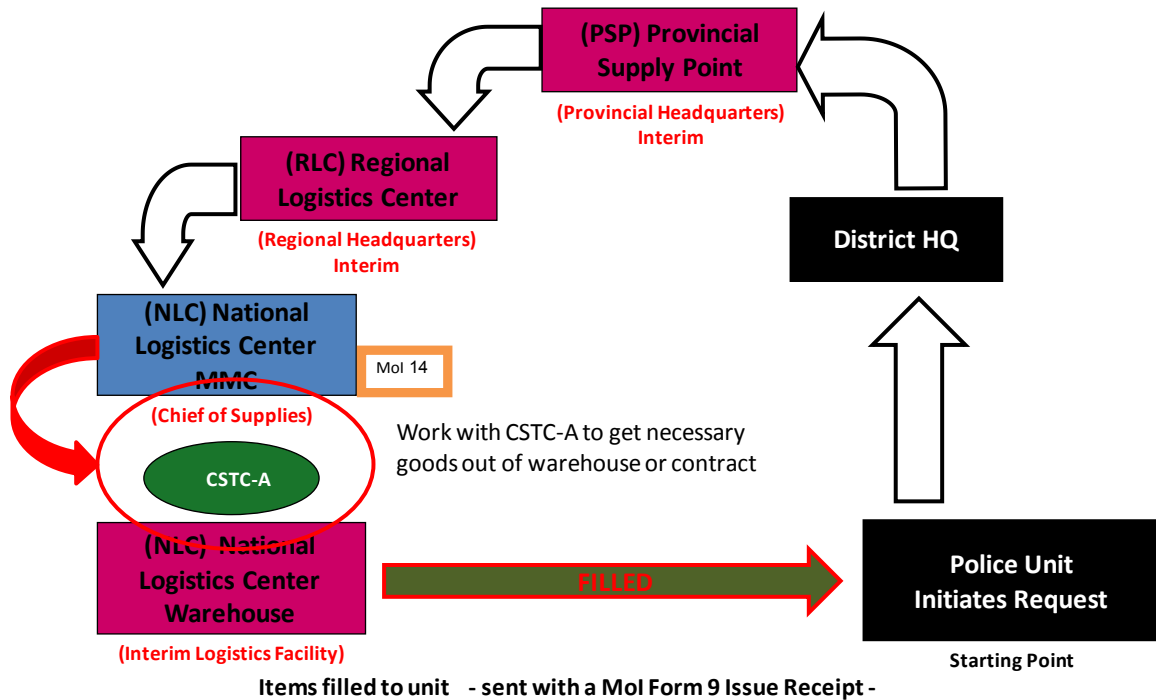 (PSP) Provincial
Supply Point
(Provincial Headquarters)
Interim
(RLC) Regional
Logistics Center
(Regional Headquarters)
Interim
District HQ
(NLC) National
Logistics Center
MMC
MoI 14
(Chief of Supplies)
Work with CSTC-A to get necessary
goods out of warehouse or contract
CSTC-A
(NLC) National
Logistics Center
Warehouse
FILLED
Police Unit
Initiates Request
(Interim Logistics Facility)
Starting Point
Items filled to unit - sent with a MoI Form 9 Issue Receipt -